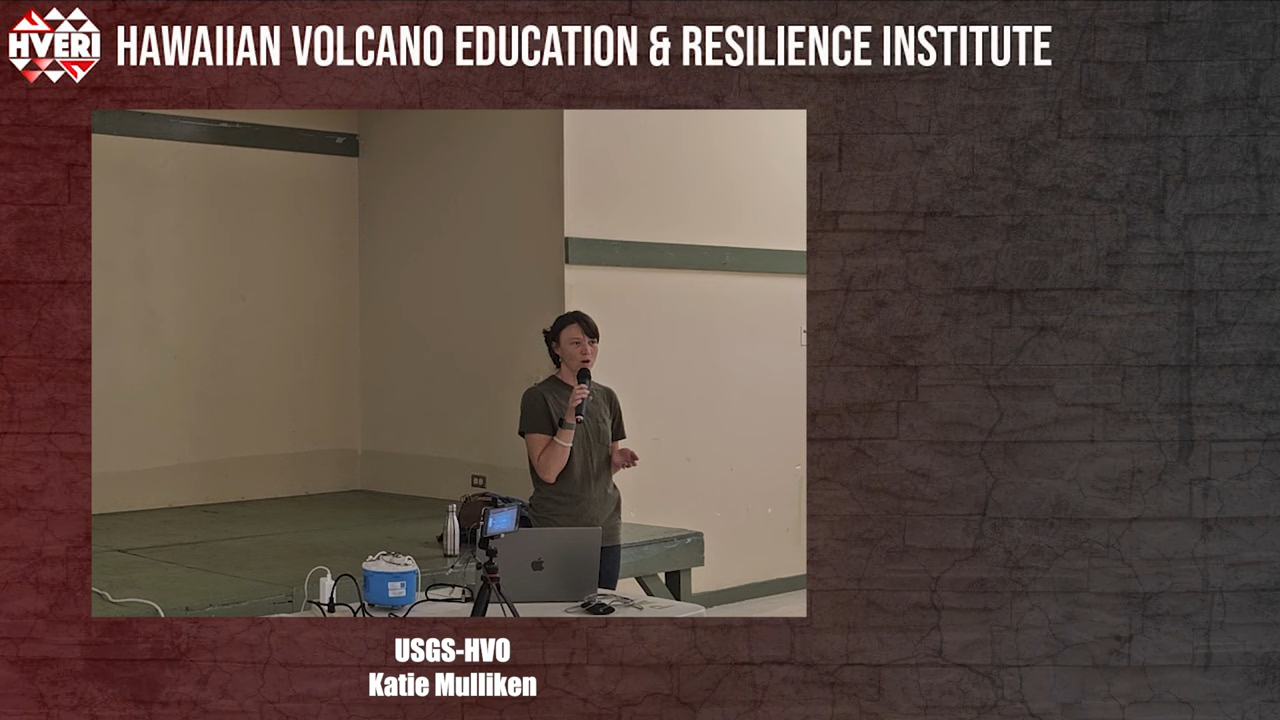 HVERI
HAWAIIAN VOLCANO EDUCATION & RESILIENCE INSTITUTE
USGS-HVO
Katie Mulliken